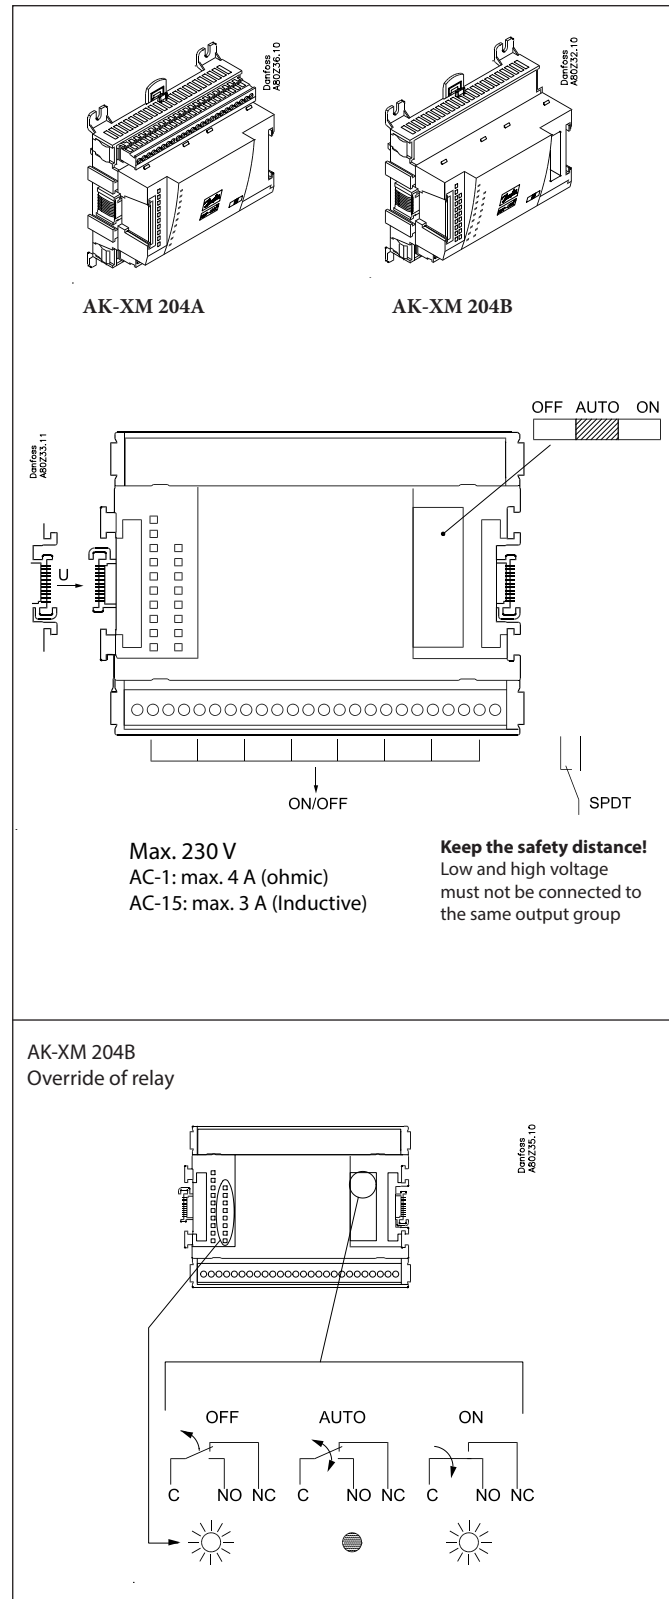 Danfoss
A80Z36.10
Danfoss
A80Z32.10
AK-XM 204A
AK-XM 204B
OFF AUTO ON
Danfoss
A80Z33.11
U
ON/OFF
SPDT
Max. 230 V
AC-1: max. 4 A (ohmic)
AC-15: max. 3 A (Inductive)
Keep the safety distance!
Low and high voltage
must not be connected to
the same output group
AK-XM 204B
Override of relay
Danfoss
A80Z35.10
OFF AUTO ON
C NO NC C NO NC C NO NC